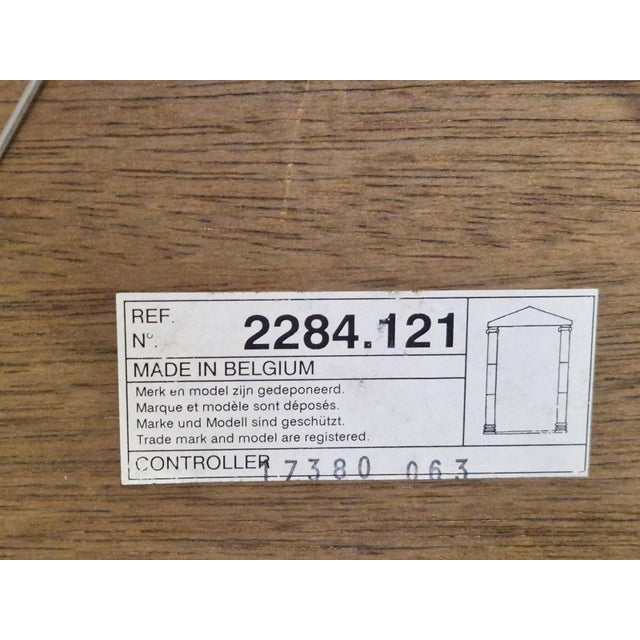 REF.
Nº. 2284.121
MADE IN BELGIUM
Merk en model zijn gedeponeerd.
Marque et modèle sont déposés.
Marke und Modell sind geschützt.
Trade mark and model are registered.
CONTROLLER 17380 063